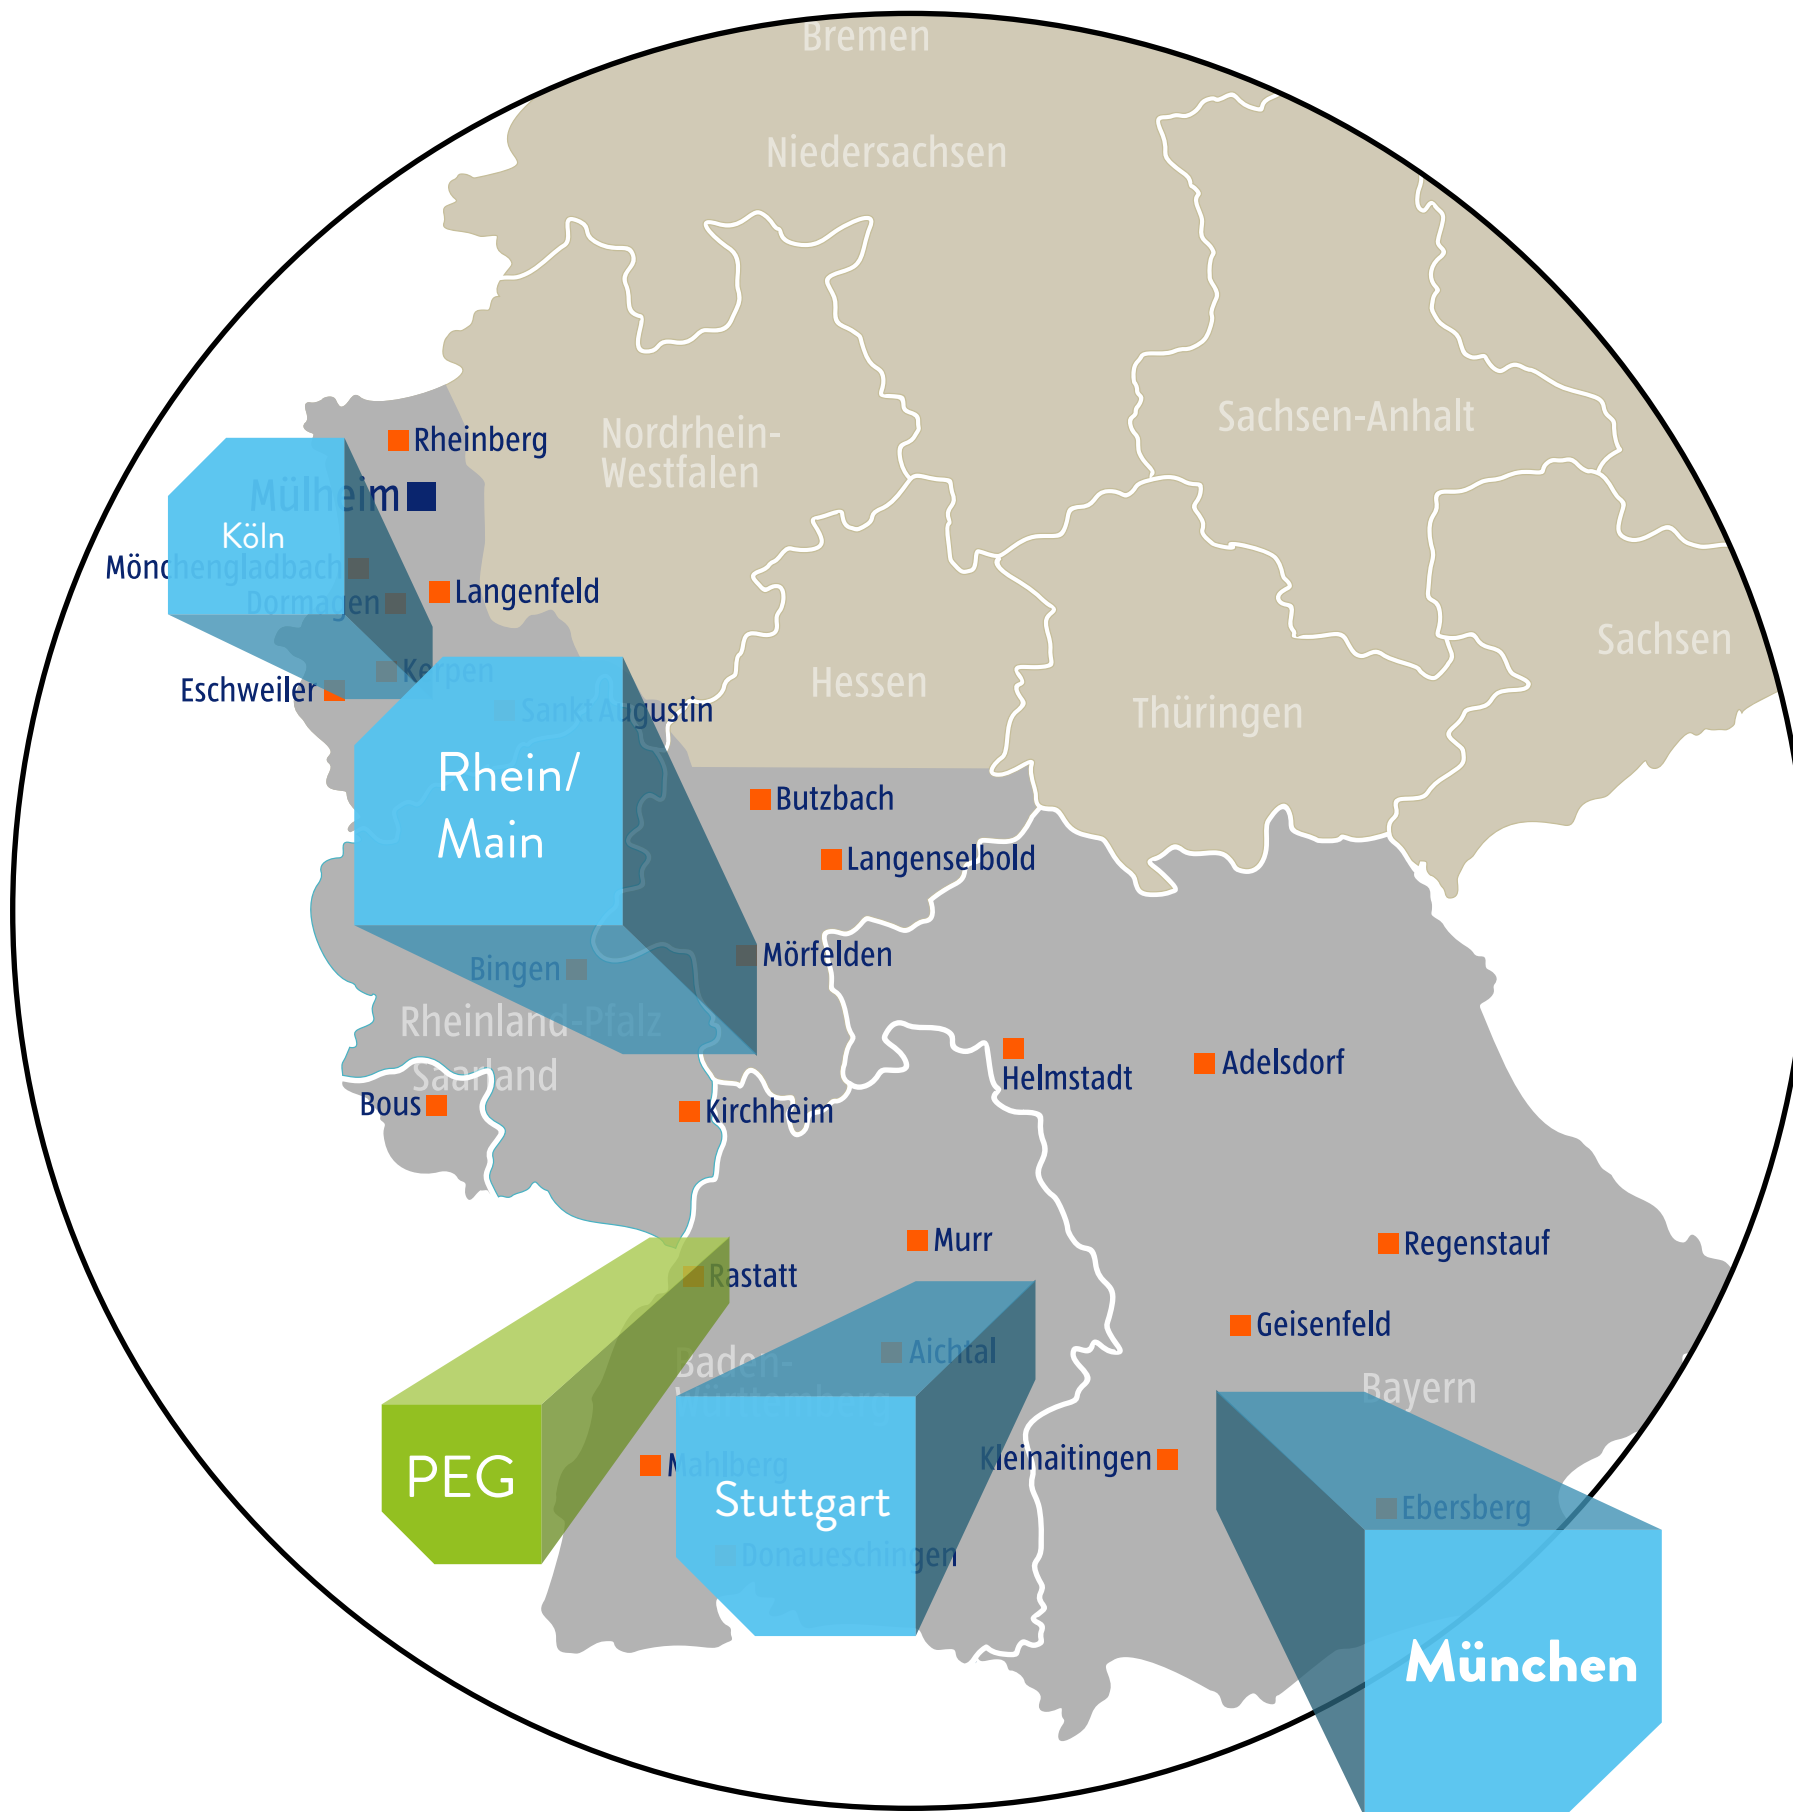 Bremen
Niedersachsen
Nordrhein-
Westfalen
Sachsen-Anhalt
Rheinberg
Mülheim
Köln
Mönchengladbach
Dormagen
Langenfeld
Kerpen
Eschweiler
Sankt Augustin
Hessen
Thüringen
Sachsen
Rhein/
Main
Butzbach
Langenselbold
Mörfelden
Bingen
Rheinland-Pfalz
Saarland
Bous
Kirchheim
Helmstadt
Adelsdorf
Murr
Rastatt
Regenstauf
Geisenfeld
Aichtal
Baden-
Württemberg
Bayern
Mahlberg
Kleinaitingen
PEG
Stuttgart
Ebersberg
Donaueschingen
München